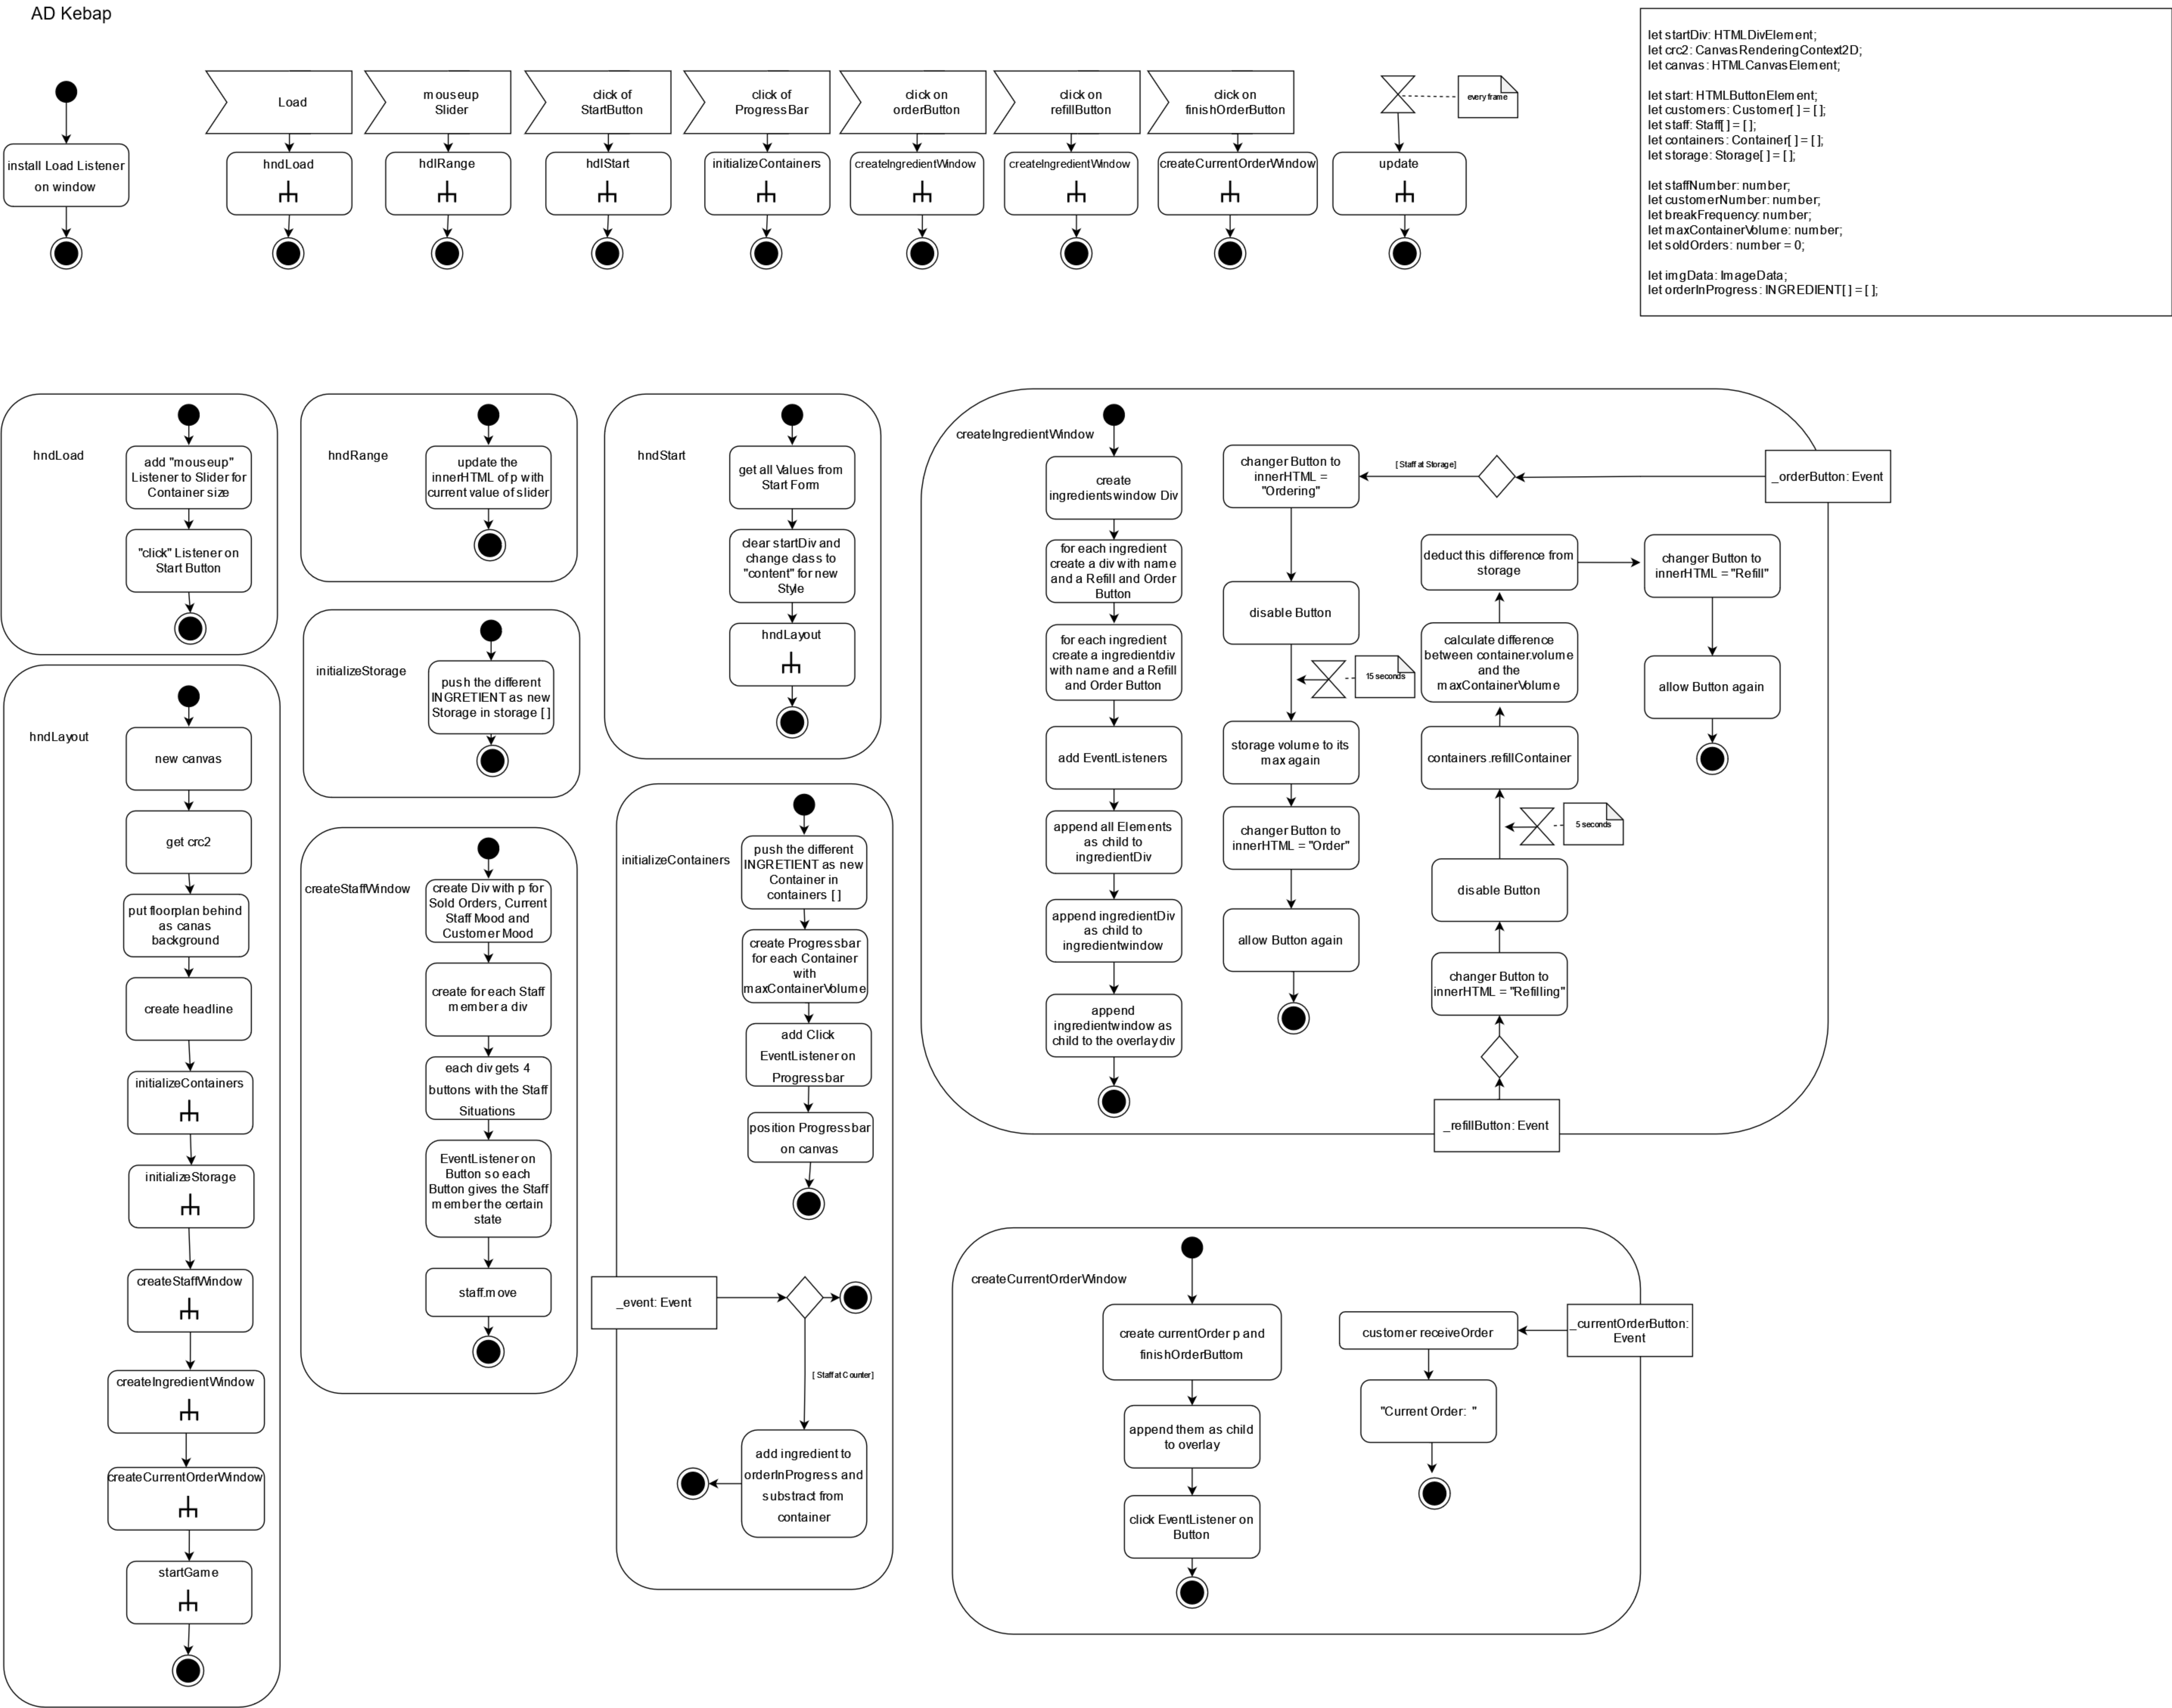 AD Kebap
install Load Listener
on window
Load
hndLoad
mouseup
Slider
hdlRange
click of
StartButton
hdlStart
click of
ProgressBar
initializeContainers
click on
orderButton
createIngredientWindow
click on
refillButton
createIngredientWindow
click on
finishOrderButton
createCurrentOrderWindow
every frame
update
let startDiv: HTMLDivElement;
let crc2: CanvasRenderingContext2D;
let canvas: HTMLCanvasElement;
let start: HTMLButtonElement;
let customers: Customer[ ] = [ ];
let staff: Staff[ ] = [ ];
let containers: Container[ ] = [ ];
let storage: Storage[ ] = [ ];
let staffNumber: number;
let customerNumber: number;
let breakFrequency: number;
let maxContainerVolume: number;
let soldOrders: number = 0;
let imgData: ImageData;
let orderInProgress: INGREDIENT[ ] = [ ];
hndLoad
add "mouseup"
Listener to Slider for
Container size
"click" Listener on
Start Button
hndRange
update the
innerHTML of p with
current value of slider
initializeStorage
push the different
INGRETIENT as new
Storage in storage [ ]
hndStart
get all Values from
Start Form
clear startDiv and
change class to
"content" for new
Style
hndLayout
hndLayout
new canvas
get crc2
put floorplan behind
as canas
background
create headline
initializeContainers
initializeStorage
createStaffWindow
createIngredientWindow
createCurrentOrderWindow
startGame
createStaffWindow
create Div with p for
Sold Orders, Current
Staff Mood and
Customer Mood
create for each Staff
member a div
each div gets 4
buttons with the Staff
Situations
EventListener on
Button so each
Button gives the Staff
member the certain
state
staff.move
initializeContainers
push the different
INGRETIENT as new
Container in
containers [ ]
create Progressbar
for each Container
with
maxContainerVolume
add Click
EventListener on
Progressbar
position Progressbar
on canvas
_event: Event
[ Staff at Counter]
add ingredient to
orderInProgress and
substract from
container
createIngredientWindow
create
ingredientswindow Div
for each ingredient
create a div with name
and a Refill and Order
Button
for each ingredient
create a ingredientdiv
with name and a Refill
and Order Button
add EventListeners
append all Elements
as child to
ingredientDiv
append ingredientDiv
as child to
ingredientwindow
append
ingredientwindow as
child to the overlaydiv
_orderButton: Event
[ Staff at Storage]
changer Button to
innerHTML =
"Ordering"
disable Button
15 seconds
storage volume to its
max again
changer Button to
innerHTML = "Order"
allow Button again
_refillButton: Event
changer Button to
innerHTML = "Refilling"
disable Button
5 seconds
containers.refillContainer
calculate difference
between container.volume
and the
maxContainerVolume
deduct this difference from
storage
changer Button to
innerHTML = "Refill"
allow Button again
createCurrentOrderWindow
create currentOrder p and
finishOrderButtom
append them as child
to overlay
click EventListener on
Button
_currentOrderButton:
Event
customer receiveOrder
"Current Order: "